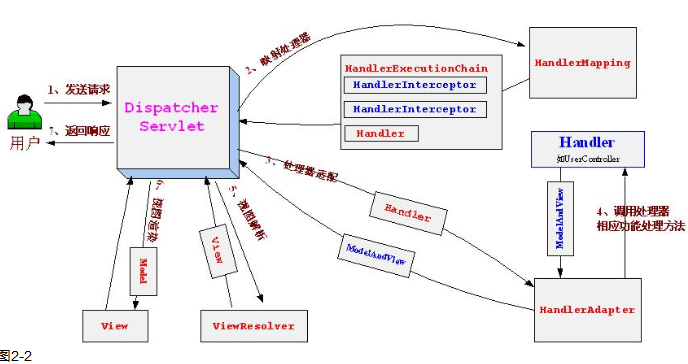 2、映射处理器
HandlerExecutionChain
HandlerInterceptor
HandlerInterceptor
Handler
HandlerMapping
1、发送请求
Dispatcher
Servlet
用户
7、返回响应
Handler
如UserController
3、处理器适配
Handler
ModelAndView
ModelAndView
4、调用处理器
相应功能处理方法
HandlerAdapter
6、视图渲染
Model
5、视图解析
View
View
ViewResolver
图2-2